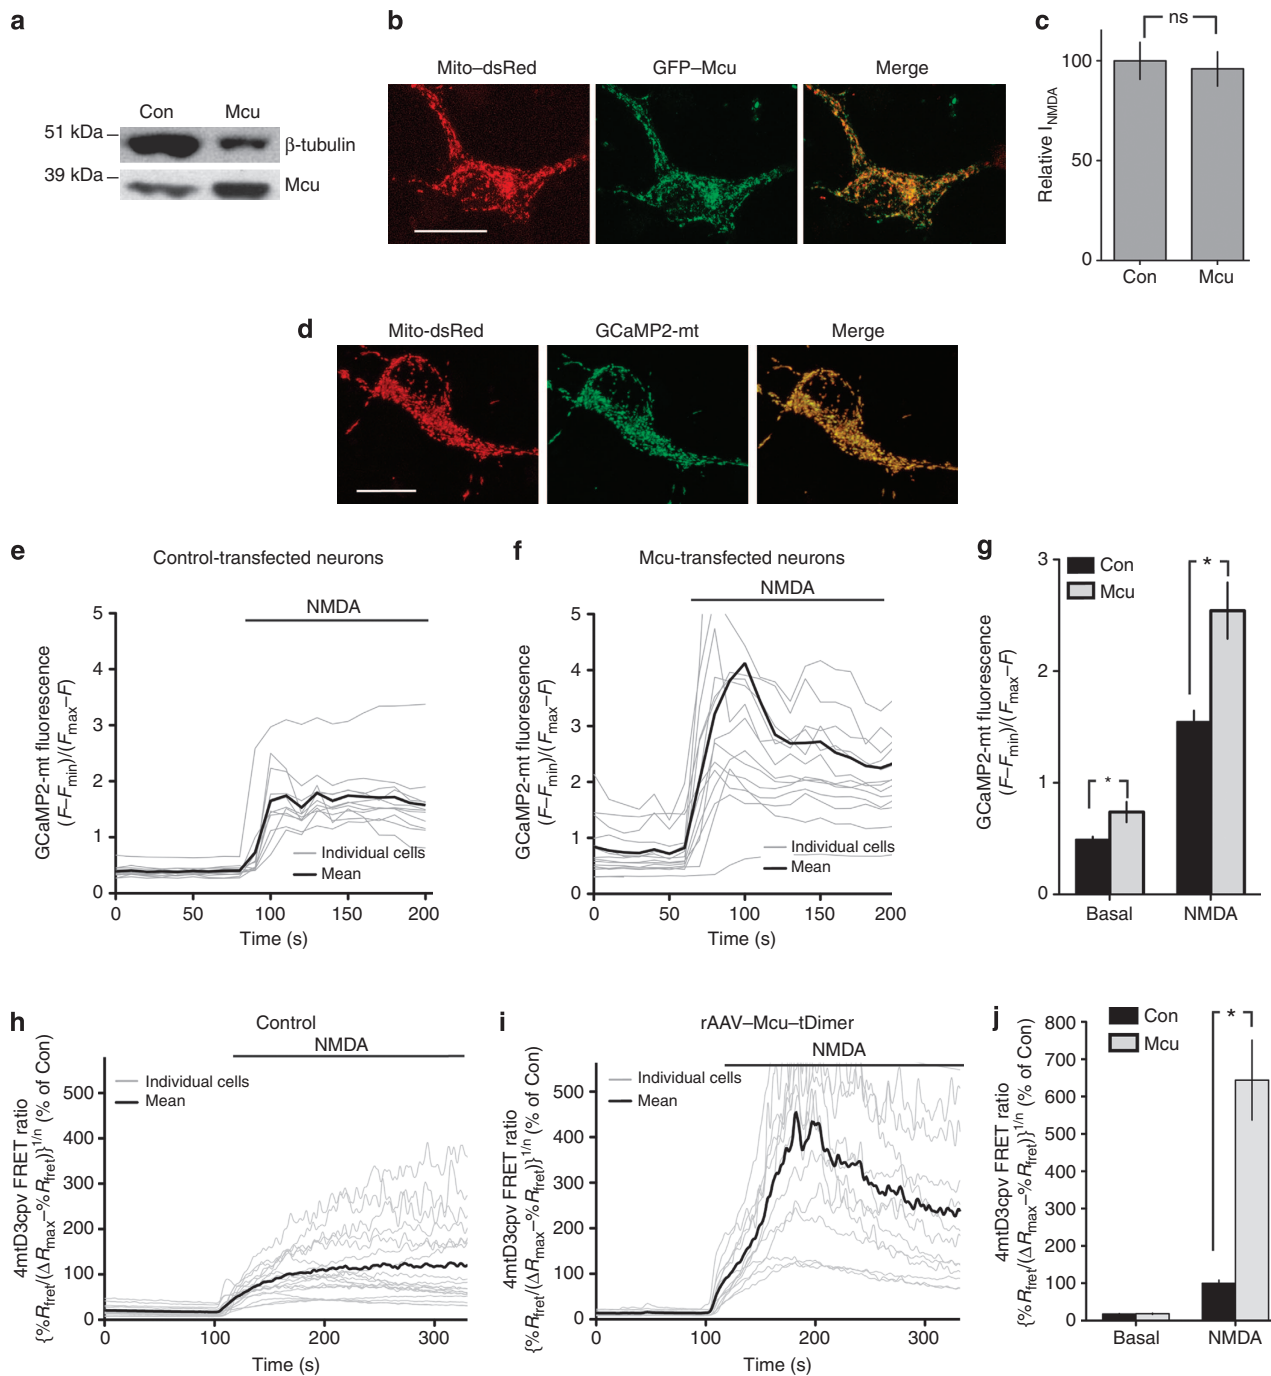 a
Con Mcu
51 kDa
β-tubulin
39 kDa
Mcu
b
Mito–dsRed GFP–Mcu Merge
c
ns
Relative I_NMDA
100
50
0
Con Mcu
d
Mito-dsRed GCaMP2-mt Merge
e
Control-transfected neurons
NMDA
GCaMP2-mt fluorescence
(F–F_min)/(F_max–F)
5
4
3
2
1
0
Individual cells
Mean
0 50 100 150 200
Time (s)
f
Mcu-transfected neurons
NMDA
GCaMP2-mt fluorescence
(F–F_min)/(F_max–F)
5
4
3
2
1
0
Individual cells
Mean
0 50 100 150 200
Time (s)
g
Con
Mcu
GCaMP2-mt fluorescence
(F–F_min)/(F_max–F)
3
2
1
0
*
*
Basal NMDA
h
Control
NMDA
4mtD3cpv FRET ratio
{%R_fret/(ΔR_max–%R_fret)}^1/n (% of Con)
Individual cells
Mean
500
400
300
200
100
0
0 100 200 300
Time (s)
i
rAAV–Mcu–tDimer
NMDA
4mtD3cpv FRET ratio
{%R_fret/(ΔR_max–%R_fret)}^1/n (% of Con)
Individual cells
Mean
500
400
300
200
100
0
0 100 200 300
Time (s)
j
Con
Mcu
4mtD3cpv FRET ratio
{%R_fret/(ΔR_max–%R_fret)}^1/n (% of Con)
800
700
600
500
400
300
200
100
0
*
Basal NMDA